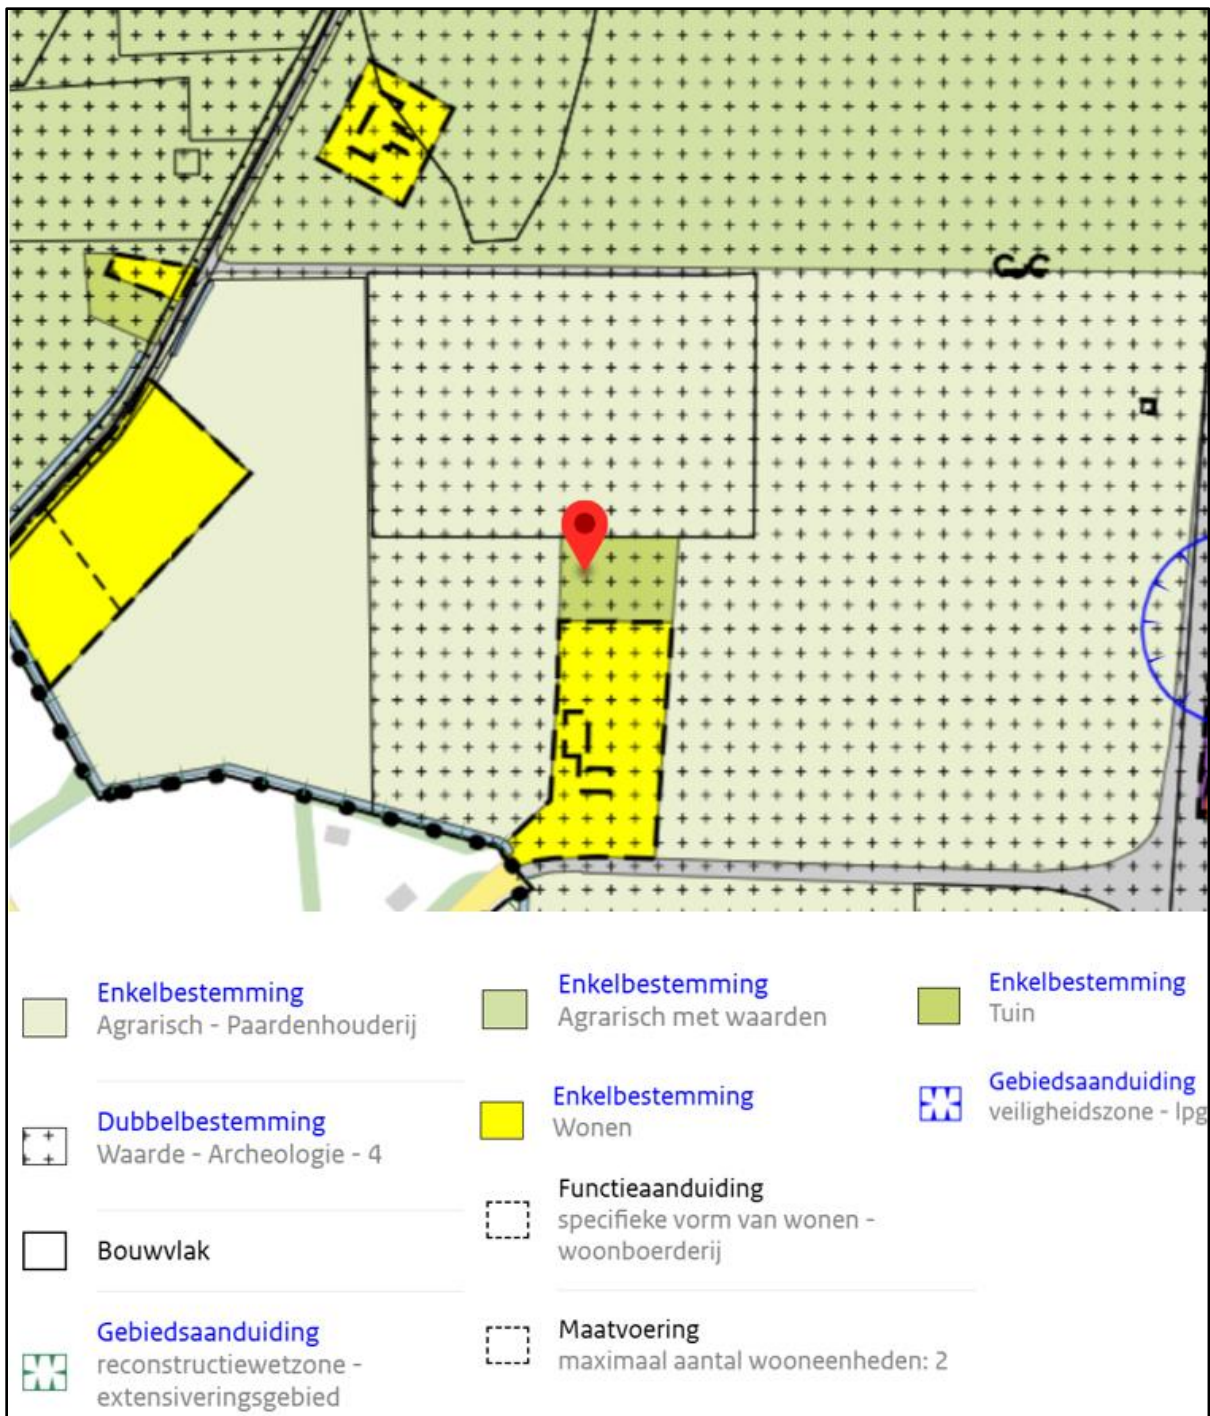 Enkelbestemming
Agrarisch - Paardenhouderij
Dubbelbestemming
Waarde - Archeologie - 4
Bouwvlak
Gebiedsaanduiding
reconstructiewetzone -
extensiveringsgebied
Enkelbestemming
Agrarisch met waarden
Enkelbestemming
Wonen
Functieaanduiding
specifieke vorm van wonen -
woonboerderij
Maatvoering
maximaal aantal wooneenheden: 2
Enkelbestemming
Tuin
Gebiedsaanduiding
veiligheidszone - lpg